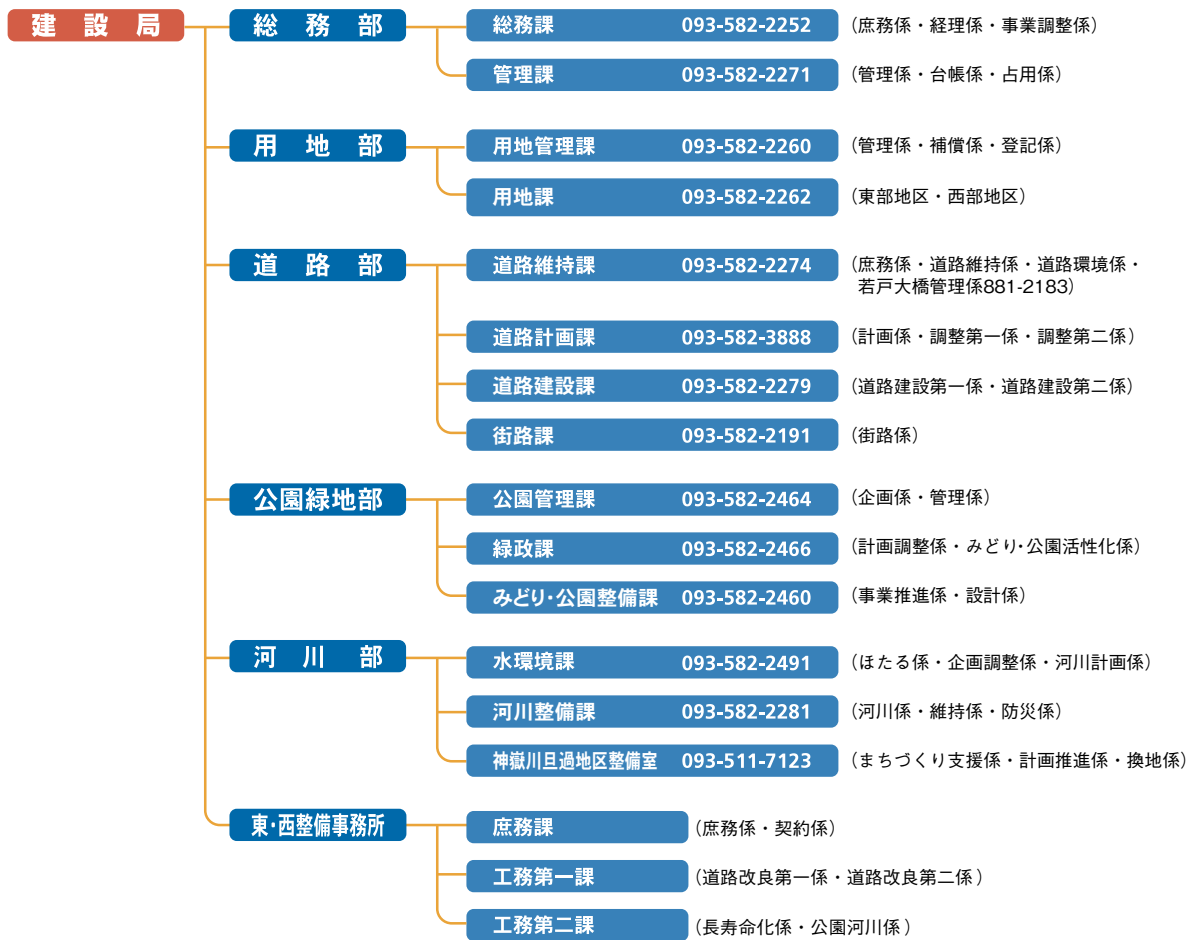 建設局
総務部
総務課 093-582-2252 (庶務係・経理係・事業調整係)
管理課 093-582-2271 (管理係・台帳係・占用係)
用地部
用地管理課 093-582-2260 (管理係・補償係・登記係)
用地課 093-582-2262 (東部地区・西部地区)
道路部
道路維持課 093-582-2274 (庶務係・道路維持係・道路環境係・
若戸大橋管理係881-2183)
道路計画課 093-582-3888 (計画係・調整第一係・調整第二係)
道路建設課 093-582-2279 (道路建設第一係・道路建設第二係)
街路課 093-582-2191 (街路係)
公園緑地部
公園管理課 093-582-2464 (企画係・管理係)
緑政課 093-582-2466 (計画調整係・みどり・公園活性化係)
みどり・公園整備課 093-582-2460 (事業推進係・設計係)
河川部
水環境課 093-582-2491 (ほたる係・企画調整係・河川計画係)
河川整備課 093-582-2281 (河川係・維持係・防災係)
神嶽川旦過地区整備室 093-511-7123 (まちづくり支援係・計画推進係・換地係)
東・西整備事務所
庶務課 (庶務係・契約係)
工務第一課 (道路改良第一係・道路改良第二係)
工務第二課 (長寿命化係・公園河川係)